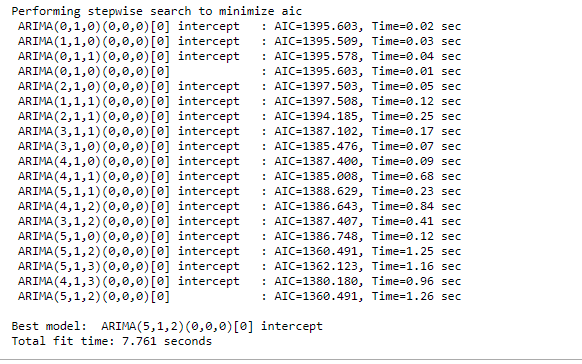 Performing stepwise search to minimize aic
ARIMA(0,1,0)(0,0,0)[0] intercept   : AIC=1395.603, Time=0.02 sec
ARIMA(1,1,0)(0,0,0)[0] intercept   : AIC=1395.509, Time=0.03 sec
ARIMA(0,1,1)(0,0,0)[0] intercept   : AIC=1395.578, Time=0.04 sec
ARIMA(0,1,0)(0,0,0)[0]             : AIC=1395.603, Time=0.01 sec
ARIMA(2,1,0)(0,0,0)[0] intercept   : AIC=1397.503, Time=0.05 sec
ARIMA(1,1,1)(0,0,0)[0] intercept   : AIC=1397.508, Time=0.12 sec
ARIMA(2,1,1)(0,0,0)[0] intercept   : AIC=1394.185, Time=0.25 sec
ARIMA(3,1,1)(0,0,0)[0] intercept   : AIC=1387.102, Time=0.17 sec
ARIMA(3,1,0)(0,0,0)[0] intercept   : AIC=1385.476, Time=0.07 sec
ARIMA(4,1,0)(0,0,0)[0] intercept   : AIC=1387.400, Time=0.09 sec
ARIMA(4,1,1)(0,0,0)[0] intercept   : AIC=1385.008, Time=0.68 sec
ARIMA(5,1,1)(0,0,0)[0] intercept   : AIC=1388.629, Time=0.23 sec
ARIMA(4,1,2)(0,0,0)[0] intercept   : AIC=1386.643, Time=0.84 sec
ARIMA(3,1,2)(0,0,0)[0] intercept   : AIC=1387.407, Time=0.41 sec
ARIMA(5,1,0)(0,0,0)[0] intercept   : AIC=1386.748, Time=0.12 sec
ARIMA(5,1,2)(0,0,0)[0] intercept   : AIC=1360.491, Time=1.25 sec
ARIMA(5,1,3)(0,0,0)[0] intercept   : AIC=1362.123, Time=1.16 sec
ARIMA(4,1,3)(0,0,0)[0] intercept   : AIC=1380.180, Time=0.96 sec
ARIMA(5,1,2)(0,0,0)[0]             : AIC=1360.491, Time=1.26 sec
Best model:  ARIMA(5,1,2)(0,0,0)[0] intercept
Total fit time: 7.761 seconds